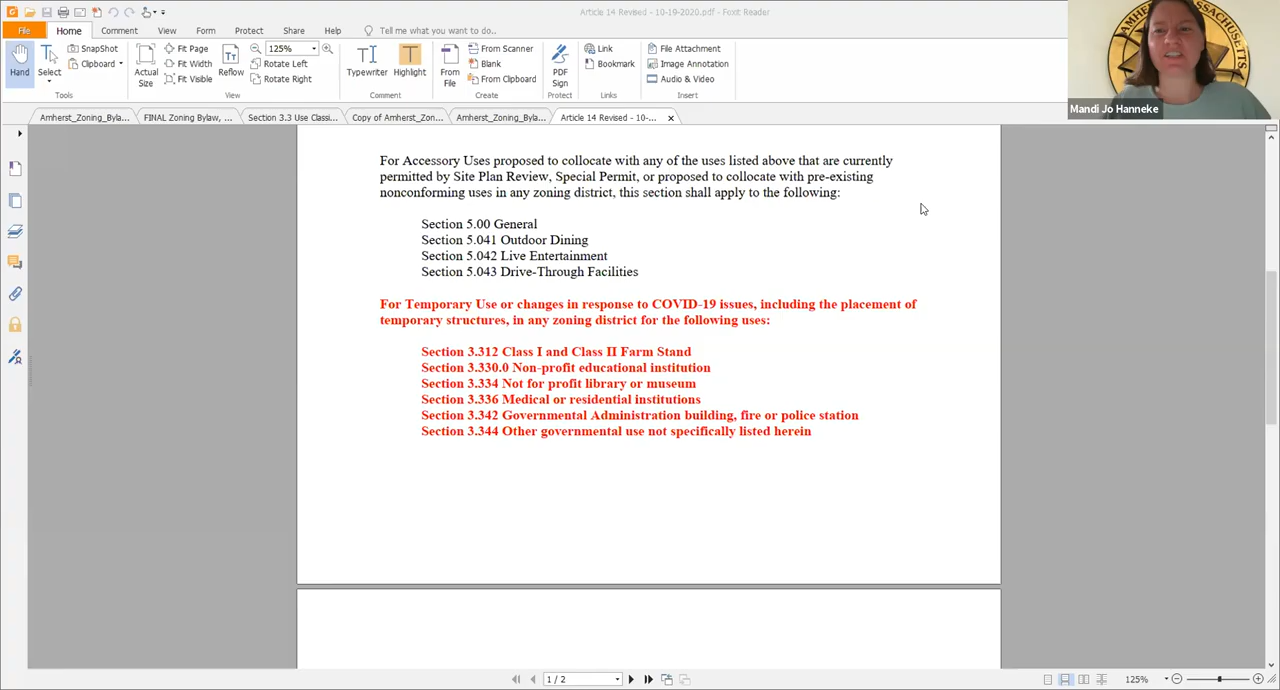 Article 14 Revised - 10-19-2020.pdf - Foxit Reader
File Home Comment View Form Protect Share Help Tell me what you want to do..
Hand
Select
SnapShot
Clipboard
Tools
Actual Size
Fit Page
Fit Width
Fit Visible
Reflow
125%
Rotate Left
Rotate Right
View
Typewriter
Highlight
Comment
From File
From Scanner
Blank
From Clipboard
Create
PDF Sign
Protect
Link
Bookmark
Links
File Attachment
Image Annotation
Audio & Video
Insert
AMHERST MASSACHUSETTS
Mandi Jo Hanneke
Amherst_Zoning_Byla... FINAL Zoning Bylaw, ... Section 3.3 Use Classi... Copy of Amherst_Zon... Amherst_Zoning_Byla... Article 14 Revised - 10-...
For Accessory Uses proposed to collocate with any of the uses listed above that are currently
permitted by Site Plan Review, Special Permit, or proposed to collocate with pre-existing
nonconforming uses in any zoning district, this section shall apply to the following:
Section 5.00 General
Section 5.041 Outdoor Dining
Section 5.042 Live Entertainment
Section 5.043 Drive-Through Facilities
For Temporary Use or changes in response to COVID-19 issues, including the placement of
temporary structures, in any zoning district for the following uses:
Section 3.312 Class I and Class II Farm Stand
Section 3.330.0 Non-profit educational institution
Section 3.334 Not for profit library or museum
Section 3.336 Medical or residential institutions
Section 3.342 Governmental Administration building, fire or police station
Section 3.344 Other governmental use not specifically listed herein
1 / 2
125%